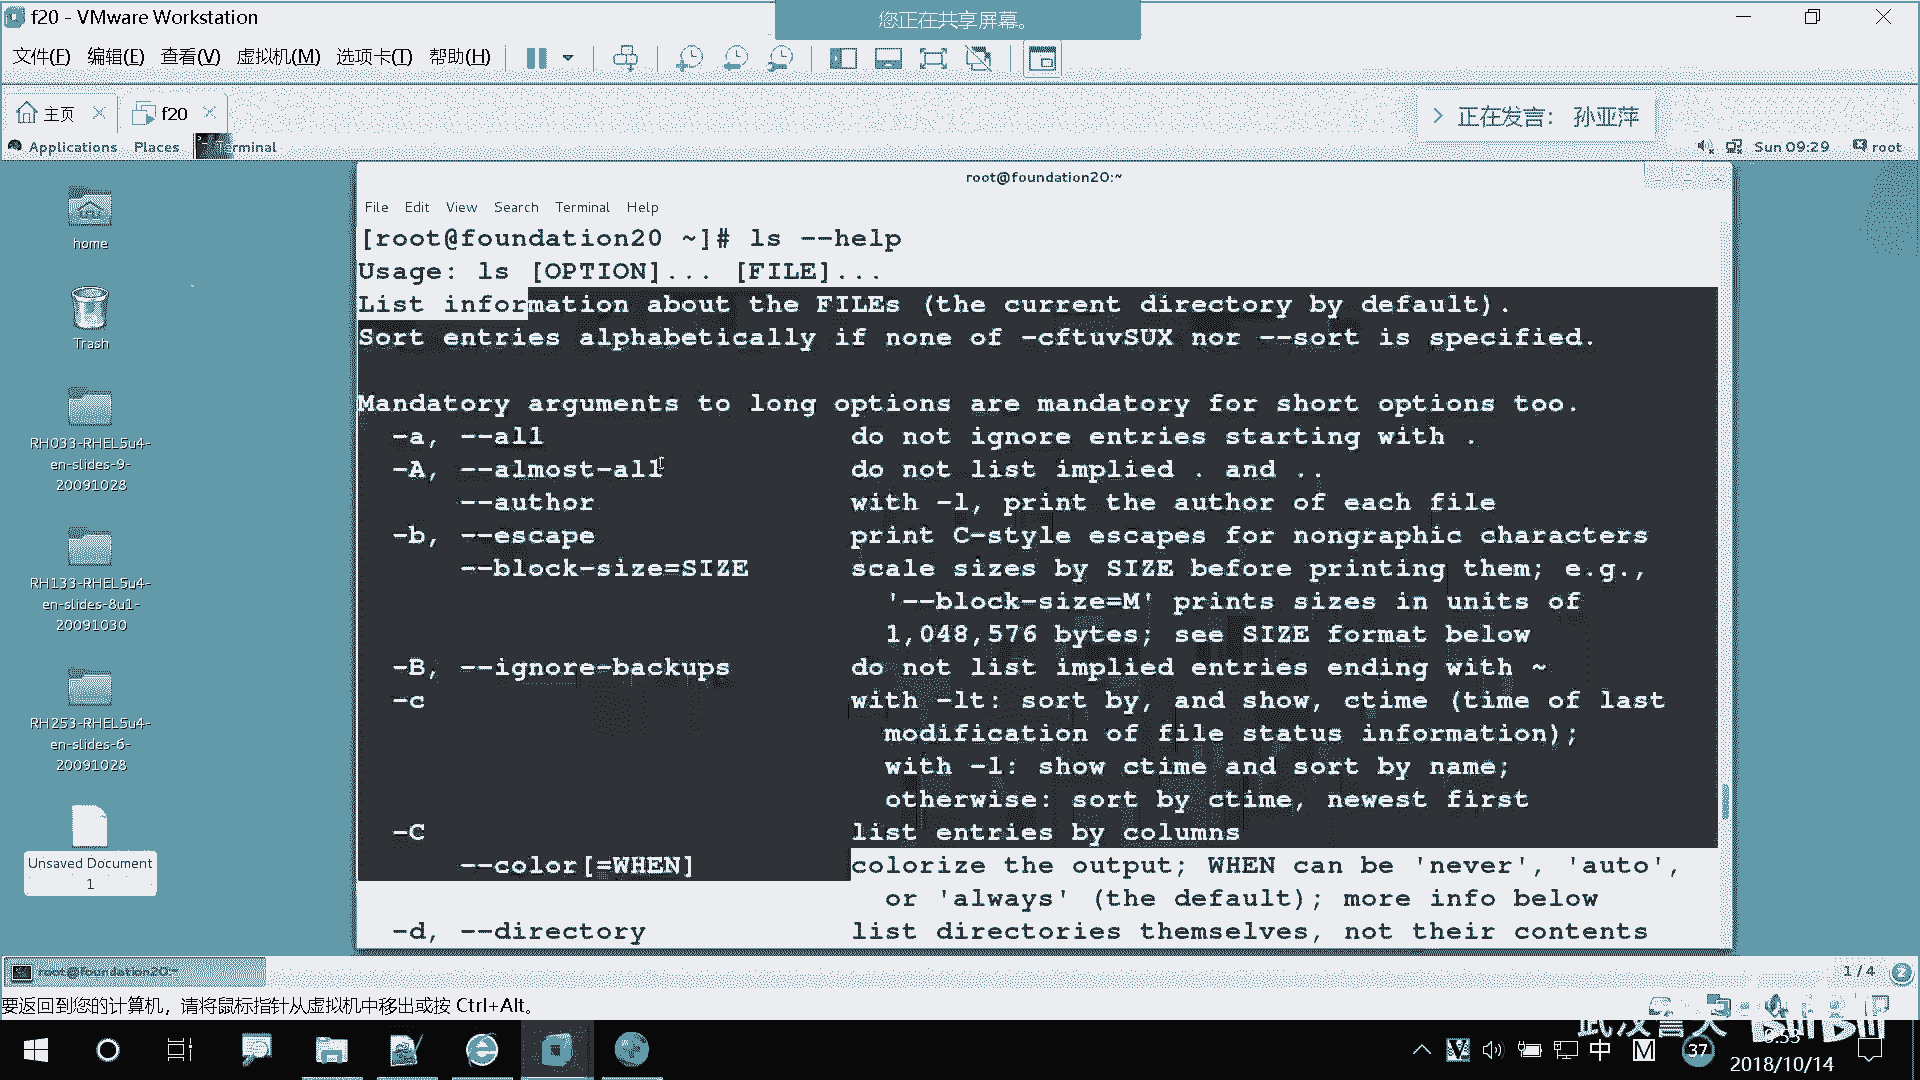 f20 - VMware Workstation
您正在共享屏幕。
文件(F) 编辑(E) 查看(V) 虚拟机(M) 选项卡(T) 帮助(H)
主页
f20
正在发言： 孙亚萍
Applications Places Terminal
Sun 09:29 root
root@foundation20:~
File Edit View Search Terminal Help
[root@foundation20 ~]# ls --help
Usage: ls [OPTION]... [FILE]...
List information about the FILEs (the current directory by default).
Sort entries alphabetically if none of -cftuvSUX nor --sort is specified.
Mandatory arguments to long options are mandatory for short options too.
-a, --all do not ignore entries starting with .
-A, --almost-all do not list implied . and ..
--author with -l, print the author of each file
-b, --escape print C-style escapes for nongraphic characters
--block-size=SIZE scale sizes by SIZE before printing them; e.g.,
'--block-size=M' prints sizes in units of
1,048,576 bytes; see SIZE format below
-B, --ignore-backups do not list implied entries ending with ~
-c with -lt: sort by, and show, ctime (time of last
modification of file status information);
with -l: show ctime and sort by name;
otherwise: sort by ctime, newest first
-C list entries by columns
--color[=WHEN] colorize the output; WHEN can be 'never', 'auto',
or 'always' (the default); more info below
-d, --directory list directories themselves, not their contents
home
Trash
RH033-RHEL5u4-
en-slides-9-
20091028
RH133-RHEL5u4-
en-slides-8u1-
20091030
RH253-RHEL5u4-
en-slides-6-
20091028
Unsaved Document
1
root@foundation20:~
1 / 4 2
要返回到您的计算机，请将鼠标指针从虚拟机中移出或按 Ctrl+Alt。
中 M 37
2018/10/14